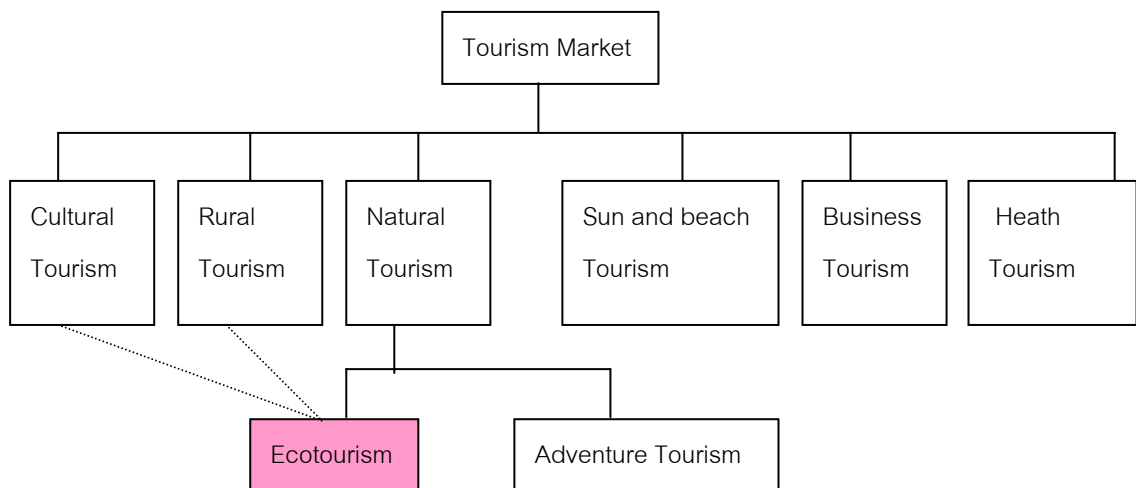 Tourism Market
Cultural
Tourism
Rural
Tourism
Natural
Tourism
Sun and beach
Tourism
Business
Tourism
Heath
Tourism
Ecotourism
Adventure Tourism